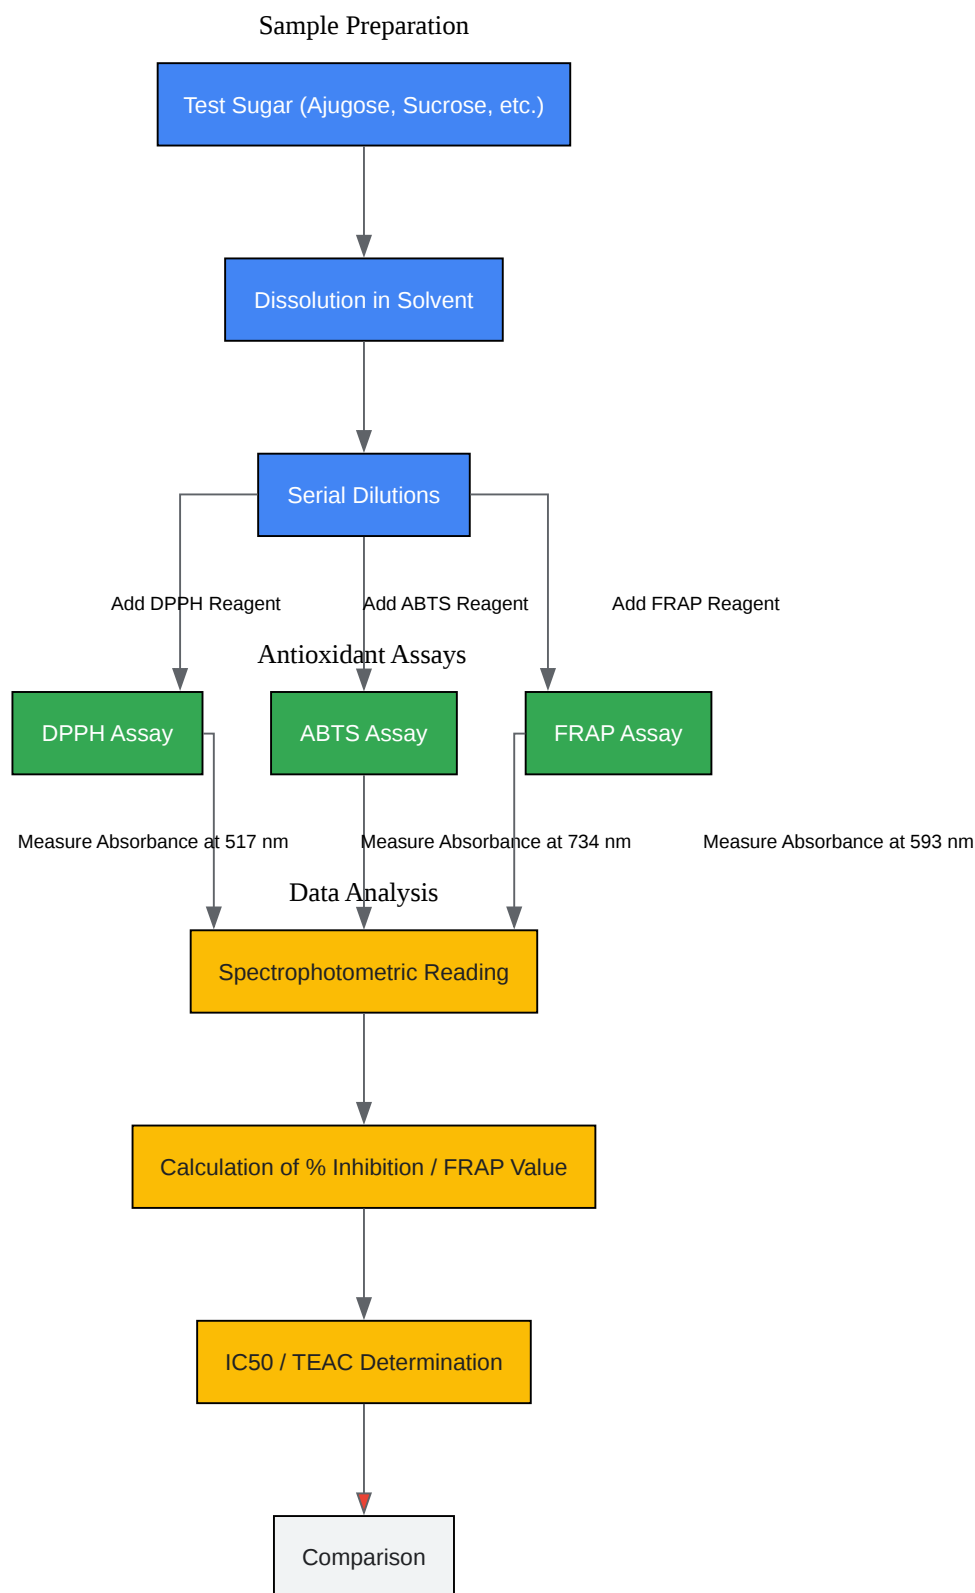 Sample Preparation
Test Sugar (Ajugose, Sucrose, etc.)
Dissolution in Solvent
Serial Dilutions
Add DPPH Reagent
Add ABTS Reagent
Add FRAP Reagent
Antioxidant Assays
DPPH Assay
ABTS Assay
FRAP Assay
Measure Absorbance at 517 nm
Measure Absorbance at 734 nm
Measure Absorbance at 593 nm
Data Analysis
Spectrophotometric Reading
Calculation of % Inhibition / FRAP Value
IC50 / TEAC Determination
Comparison